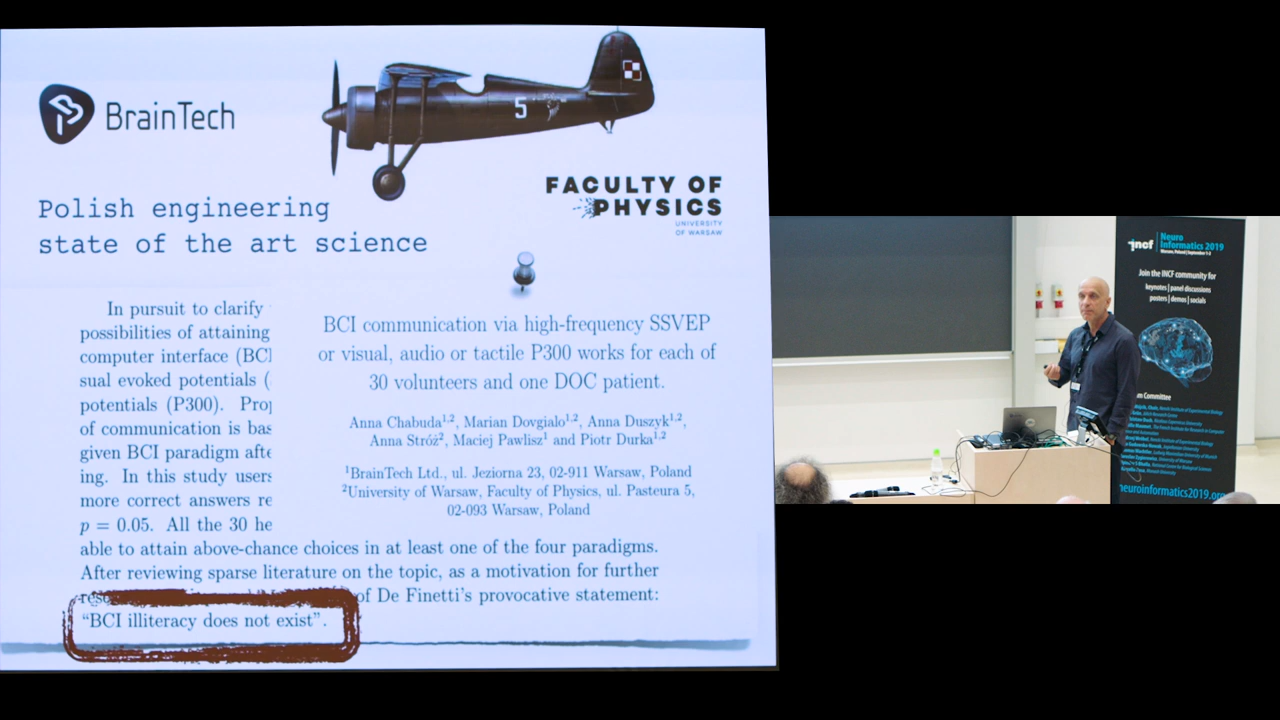 BrainTech
5
FACULTY OF
PHYSICS
UNIVERSITY
OF WARSAW
Polish engineering
state of the art science
In pursuit to clarify
possibilities of attaining
computer interface (BCI
sual evoked potentials (
potentials (P300). Prop
of communication is bas
given BCI paradigm afte
ing. In this study users
more correct answers re
p = 0.05. All the 30 he
BCI communication via high-frequency SSVEP
or visual, audio or tactile P300 works for each of
30 volunteers and one DOC patient.
Anna Chabuda1,2, Marian Dovgialo1,2, Anna Duszyk1,2,
Anna Stróż2, Maciej Pawlisz1 and Piotr Durka1,2
1BrainTech Ltd., ul. Jeziorna 23, 02-911 Warsaw, Poland
2University of Warsaw, Faculty of Physics, ul. Pasteura 5,
02-093 Warsaw, Poland
able to attain above-chance choices in at least one of the four paradigms.
After reviewing sparse literature on the topic, as a motivation for further
of De Finetti's provocative statement:
"BCI illiteracy does not exist".
incf
Neuro
Informatics 2019
Warsaw, Poland | September 1-2
Join the INCF community for
keynotes | panel discussions
posters | demos | socials
Committee
neuroinformatics2019.org